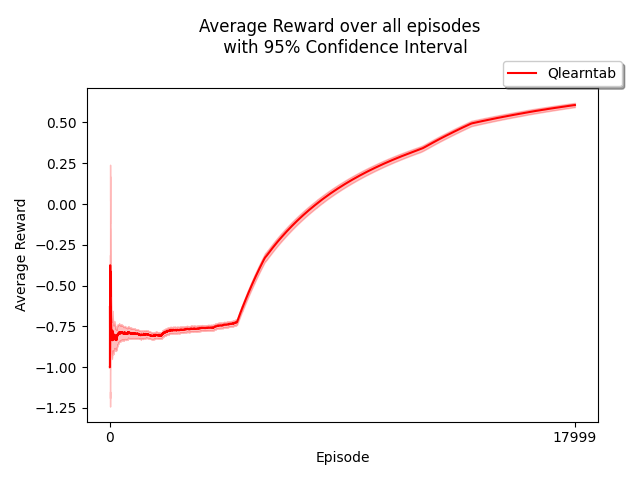 Average Reward over all episodes
with 95% Confidence Interval
Qlearntab
Average Reward
0.50
0.25
0.00
−0.25
−0.50
−0.75
−1.00
−1.25
0
17999
Episode